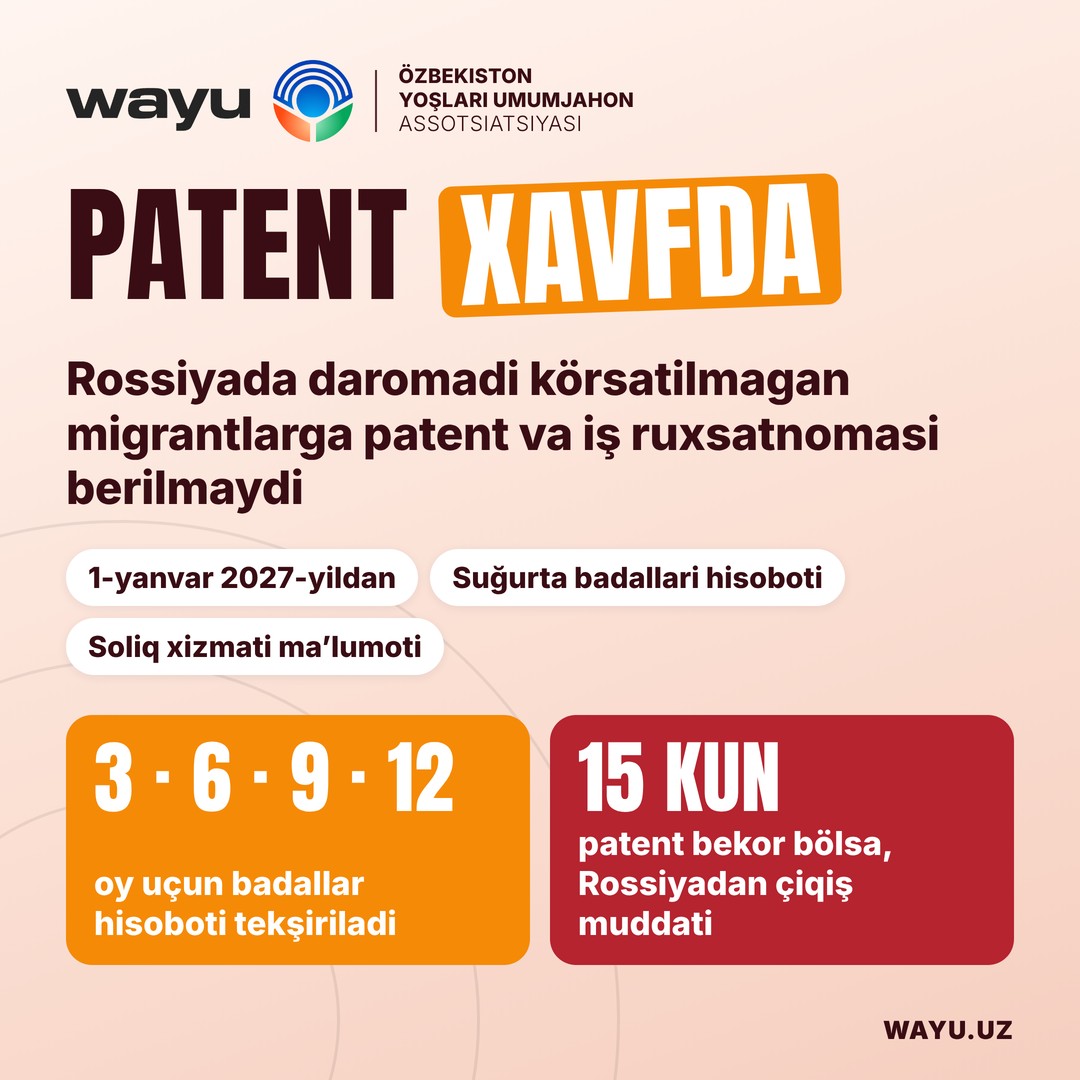 wayu
ÖZBEKISTON
YOŞLARI UMUMJAHON
ASSOTSIATSIYASI
PATENT XAVFDA
Rossiyada daromadi körsatilmagan
migrantlarga patent va iş ruxsatnomasi
berilmaydi
1-yanvar 2027-yildan
Suğurta badallari hisoboti
Soliq xizmati ma’lumoti
3 · 6 · 9 · 12
oy uçun badallar
hisoboti tekşiriladi
15 KUN
patent bekor bölsa,
Rossiyadan çiqiş
muddati
WAYU.UZ